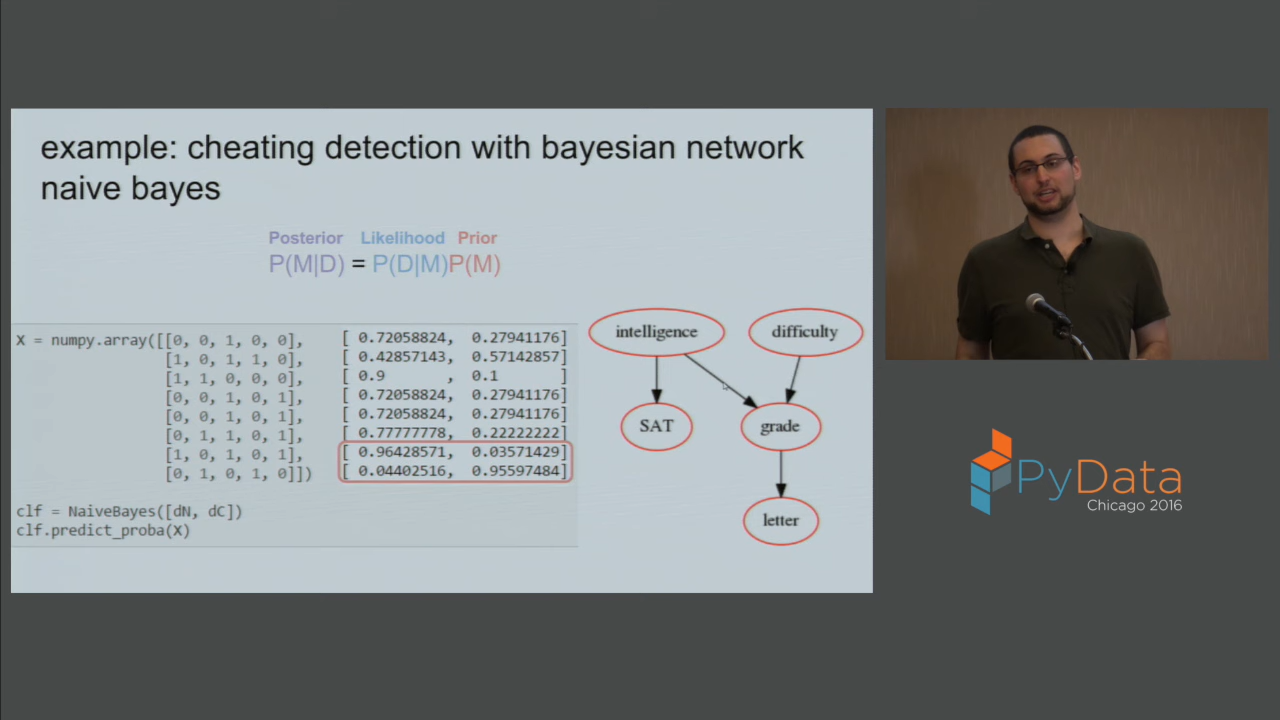 example: cheating detection with bayesian network
naive bayes
Posterior Likelihood Prior
P(M|D) = P(D|M)P(M)
X = numpy.array([[0, 0, 1, 0, 0],
[1, 0, 1, 1, 0],
[1, 1, 0, 0, 0],
[0, 0, 1, 0, 1],
[0, 0, 1, 0, 1],
[0, 1, 1, 0, 1],
[1, 0, 1, 0, 1],
[0, 1, 0, 1, 0]])
clf = NaiveBayes([dN, dC])
clf.predict_proba(X)
[ 0.72058824, 0.27941176]
[ 0.42857143, 0.57142857]
[ 0.9 , 0.1 ]
[ 0.72058824, 0.27941176]
[ 0.72058824, 0.27941176]
[ 0.77777778, 0.22222222]
[ 0.96428571, 0.03571429]
[ 0.04402516, 0.95597484]
intelligence
difficulty
SAT
grade
letter
PyData
Chicago 2016